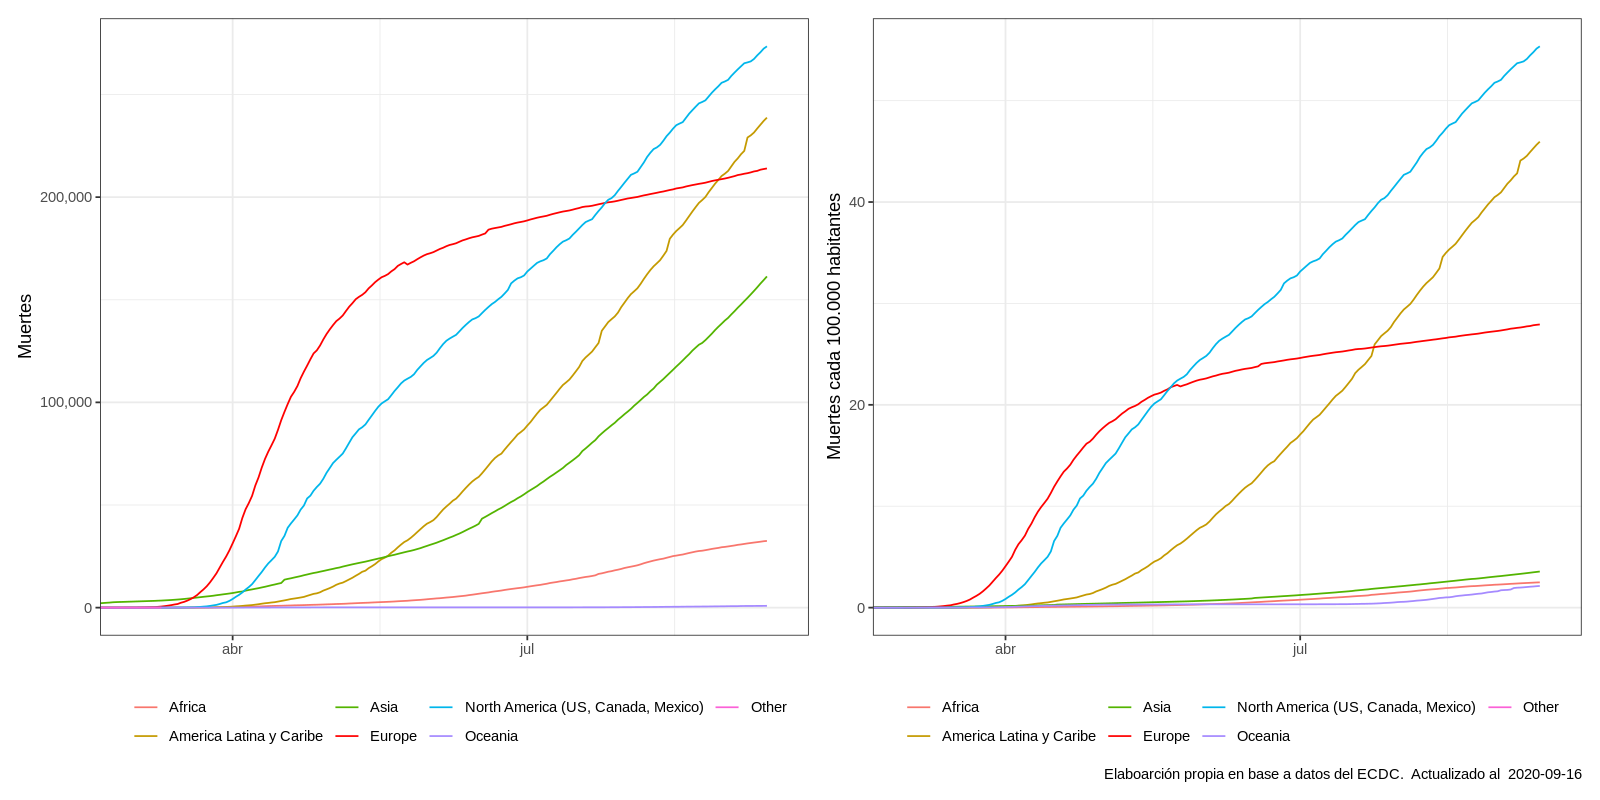 Muertes
200,000
100,000
0
abr
jul
Africa
Asia
North America (US, Canada, Mexico)
Other
America Latina y Caribe
Europe
Oceania
Muertes cada 100.000 habitantes
40
20
0
abr
jul
Africa
Asia
North America (US, Canada, Mexico)
Other
America Latina y Caribe
Europe
Oceania
Elaboarción propia en base a datos del ECDC. Actualizado al 2020-09-16